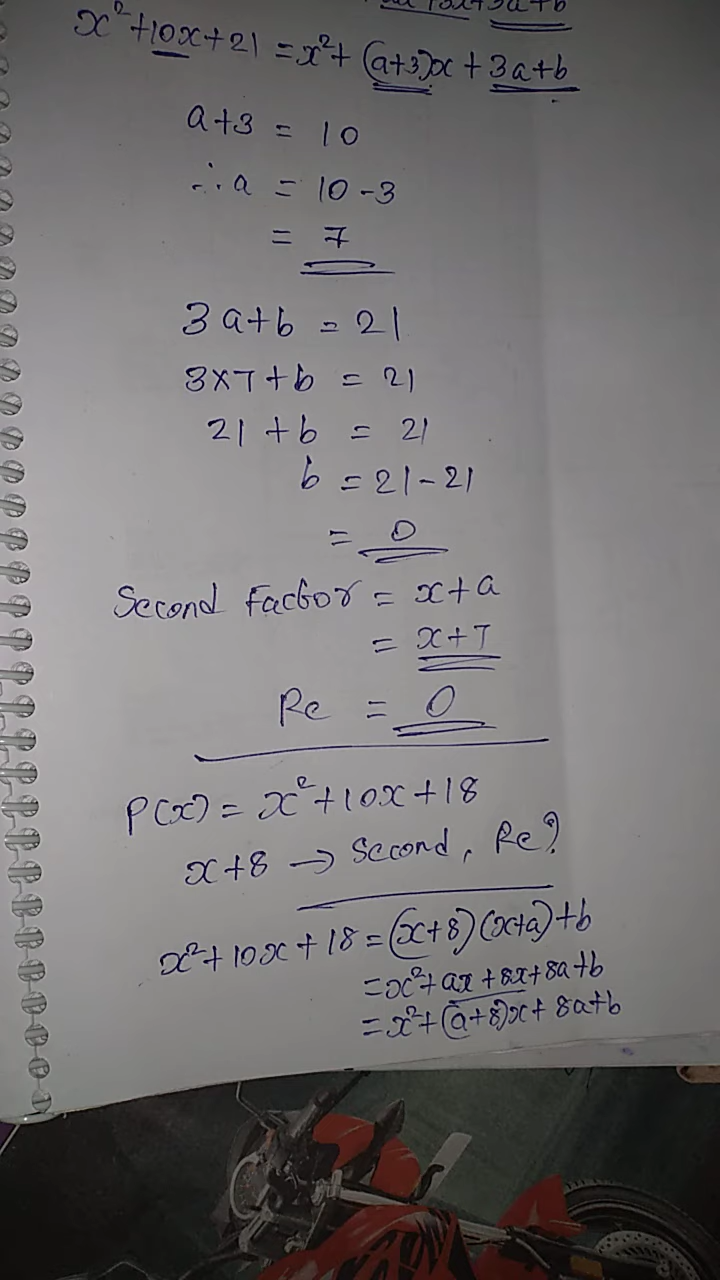 x²+10x+21 = x²+(a+3)x+3a+b
a+3 = 10
∴a = 10-3
= 7
3a+b = 21
3×7+b = 21
21+b = 21
b = 21-21
= 0
Second Factor = x+a
= x+7
Re = 0
P(x) = x²+10x+18
x+8 → Second, Re?
x²+10x+18 = (x+8)(x+a)+b
= x²+ax+8x+8a+b
= x²+(a+8)x+8a+b